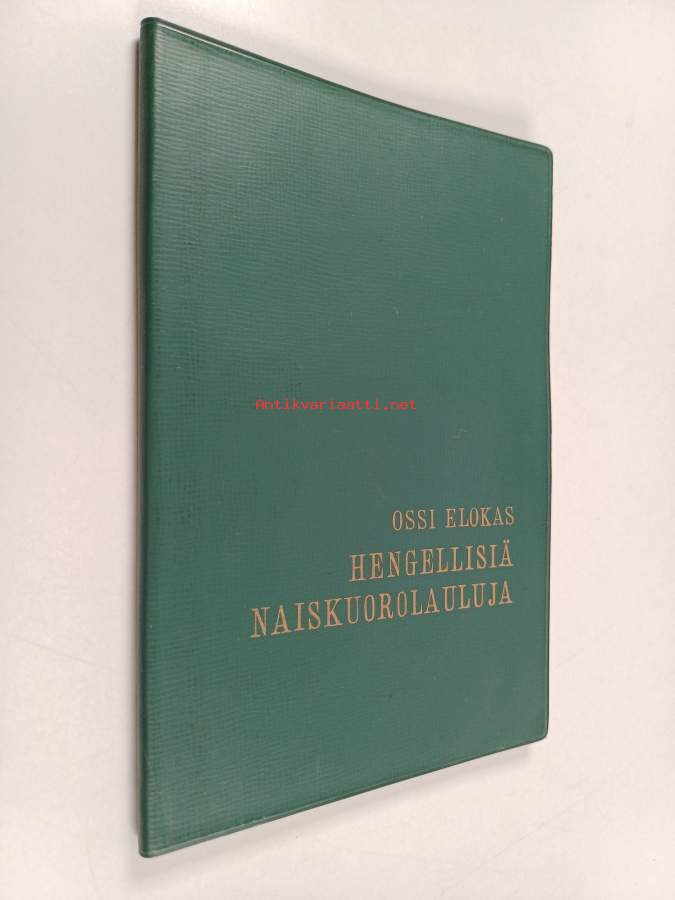 Antikvariaatti.net
OSSI ELOKAS
HENGELLISIÄ
NAISKUOROLAULUJA